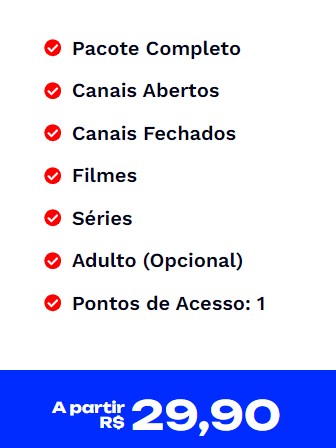 Pacote Completo
Canais Abertos
Canais Fechados
Filmes
Séries
Adulto (Opcional)
Pontos de Acesso: 1
A partir
R$ 29,90